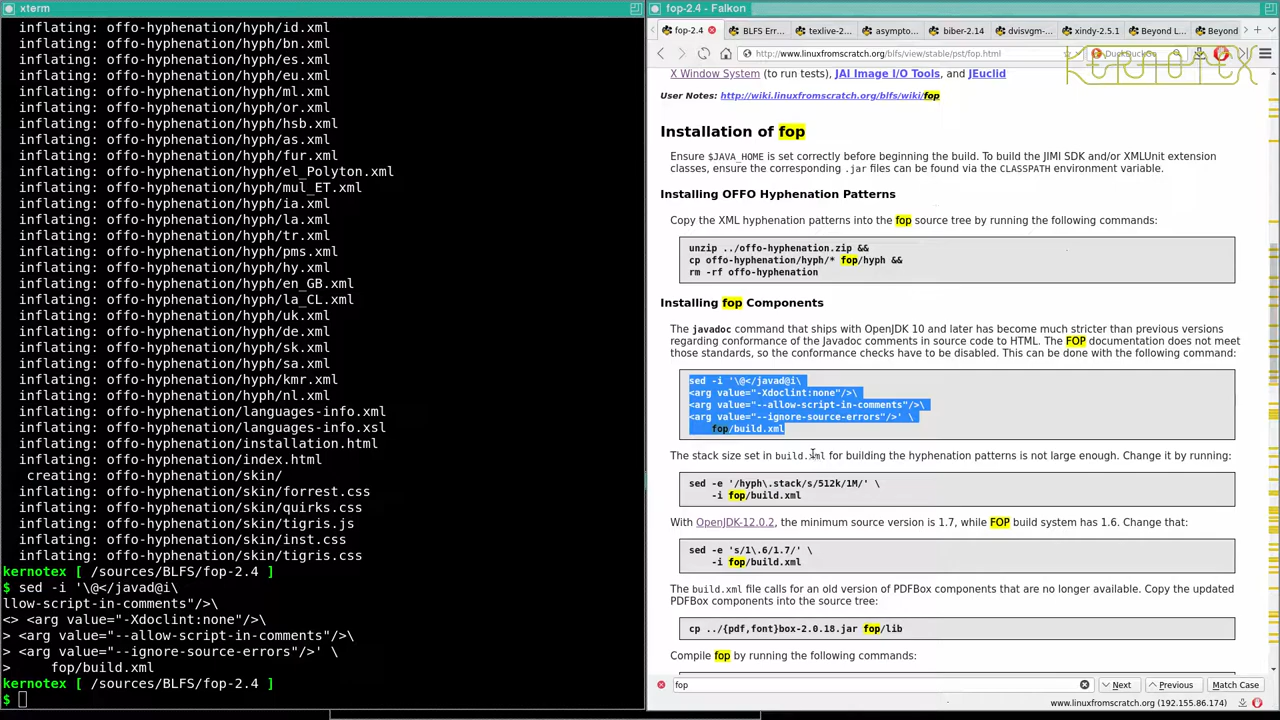 xterm
inflating: offo-hyphenation/hyph/id.xml
inflating: offo-hyphenation/hyph/bn.xml
inflating: offo-hyphenation/hyph/es.xml
inflating: offo-hyphenation/hyph/eu.xml
inflating: offo-hyphenation/hyph/ml.xml
inflating: offo-hyphenation/hyph/or.xml
inflating: offo-hyphenation/hyph/hsb.xml
inflating: offo-hyphenation/hyph/as.xml
inflating: offo-hyphenation/hyph/fur.xml
inflating: offo-hyphenation/hyph/el_Polyton.xml
inflating: offo-hyphenation/hyph/mul_ET.xml
inflating: offo-hyphenation/hyph/ia.xml
inflating: offo-hyphenation/hyph/la.xml
inflating: offo-hyphenation/hyph/tr.xml
inflating: offo-hyphenation/hyph/pms.xml
inflating: offo-hyphenation/hyph/hy.xml
inflating: offo-hyphenation/hyph/en_GB.xml
inflating: offo-hyphenation/hyph/la_CL.xml
inflating: offo-hyphenation/hyph/uk.xml
inflating: offo-hyphenation/hyph/de.xml
inflating: offo-hyphenation/hyph/sk.xml
inflating: offo-hyphenation/hyph/sa.xml
inflating: offo-hyphenation/hyph/kmr.xml
inflating: offo-hyphenation/hyph/nl.xml
inflating: offo-hyphenation/languages-info.xml
inflating: offo-hyphenation/languages-info.xsl
inflating: offo-hyphenation/installation.html
inflating: offo-hyphenation/index.html
creating: offo-hyphenation/skin/
inflating: offo-hyphenation/skin/forrest.css
inflating: offo-hyphenation/skin/quirks.css
inflating: offo-hyphenation/skin/tigris.js
inflating: offo-hyphenation/skin/inst.css
inflating: offo-hyphenation/skin/tigris.css
kernotex [ /sources/BLFS/fop-2.4 ]
$ sed -i '\@</javad@i\
llow-script-in-comments"/>\
<> <arg value="-Xdoclint:none"/>\
> <arg value="--allow-script-in-comments"/>\
> <arg value="--ignore-source-errors"/>' \
>     fop/build.xml
kernotex [ /sources/BLFS/fop-2.4 ]
$
fop-2.4 - Falkon
fop-2.4 BLFS Err... texlive-2... asympto... biber-2.14 dvisvgm-... xindy-2.5.1 Beyond L... Beyond
http://www.linuxfromscratch.org/blfs/view/stable/pst/fop.html DuckDuckGo
KERNOTEX
X Window System (to run tests), JAI Image I/O Tools, and JEuclid
User Notes: http://wiki.linuxfromscratch.org/blfs/wiki/fop
Installation of fop
Ensure $JAVA_HOME is set correctly before beginning the build. To build the JIMI SDK and/or XMLUnit extension
classes, ensure the corresponding .jar files can be found via the CLASSPATH environment variable.
Installing OFFO Hyphenation Patterns
Copy the XML hyphenation patterns into the fop source tree by running the following commands:
unzip ../offo-hyphenation.zip &&
cp offo-hyphenation/hyph/* fop/hyph &&
rm -rf offo-hyphenation
Installing fop Components
The javadoc command that ships with OpenJDK 10 and later has become much stricter than previous versions
regarding conformance of the Javadoc comments in source code to HTML. The FOP documentation does not meet
those standards, so the conformance checks have to be disabled. This can be done with the following command:
sed -i '\@</javad@i\
<arg value="-Xdoclint:none"/>\
<arg value="--allow-script-in-comments"/>\
<arg value="--ignore-source-errors"/>' \
fop/build.xml
The stack size set in build.xml for building the hyphenation patterns is not large enough. Change it by running:
sed -e '/hyph\.stack/s/512k/1M/' \
-i fop/build.xml
With OpenJDK-12.0.2, the minimum source version is 1.7, while FOP build system has 1.6. Change that:
sed -e 's/1\.6/1.7/' \
-i fop/build.xml
The build.xml file calls for an old version of PDFBox components that are no longer available. Copy the updated
PDFBox components into the source tree:
cp ../{pdf,font}box-2.0.18.jar fop/lib
Compile fop by running the following commands:
fop Next Previous Match Case
www.linuxfromscratch.org (192.155.86.174)